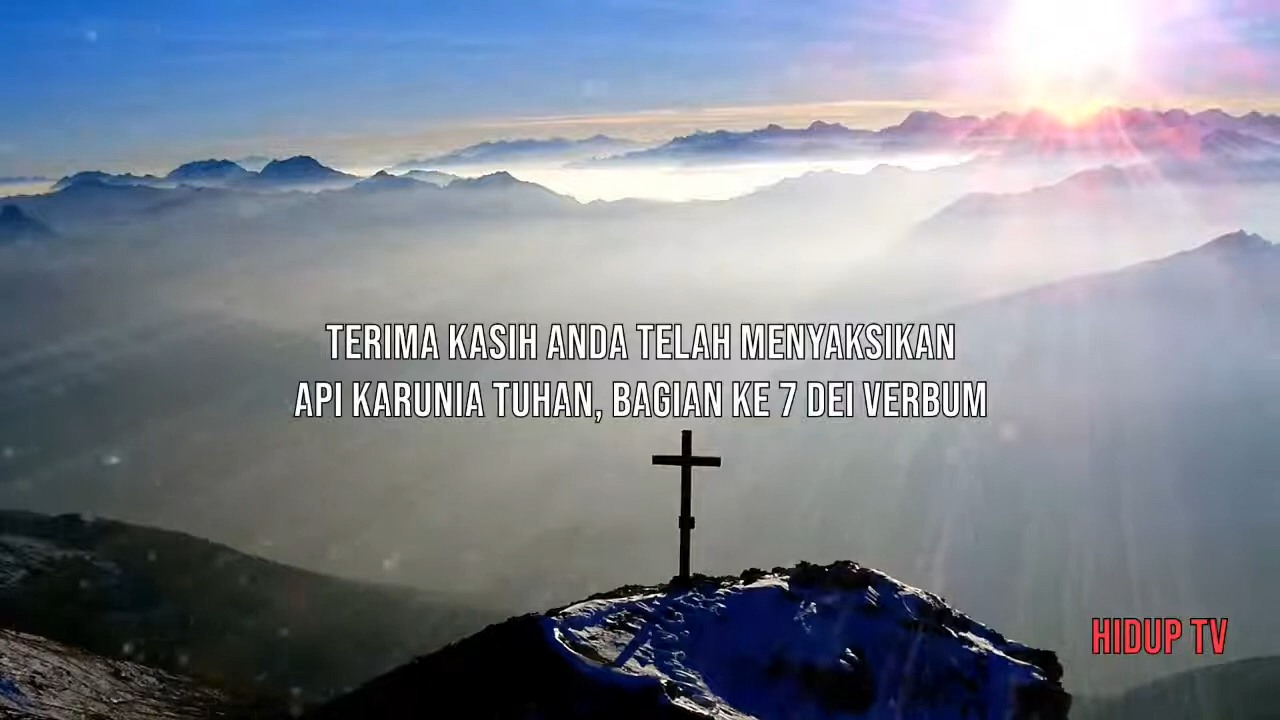 TERIMA KASIH ANDA TELAH MENYAKSIKAN
API KARUNIA TUHAN, BAGIAN KE 7 DEI VERBUM
HIDUP TV